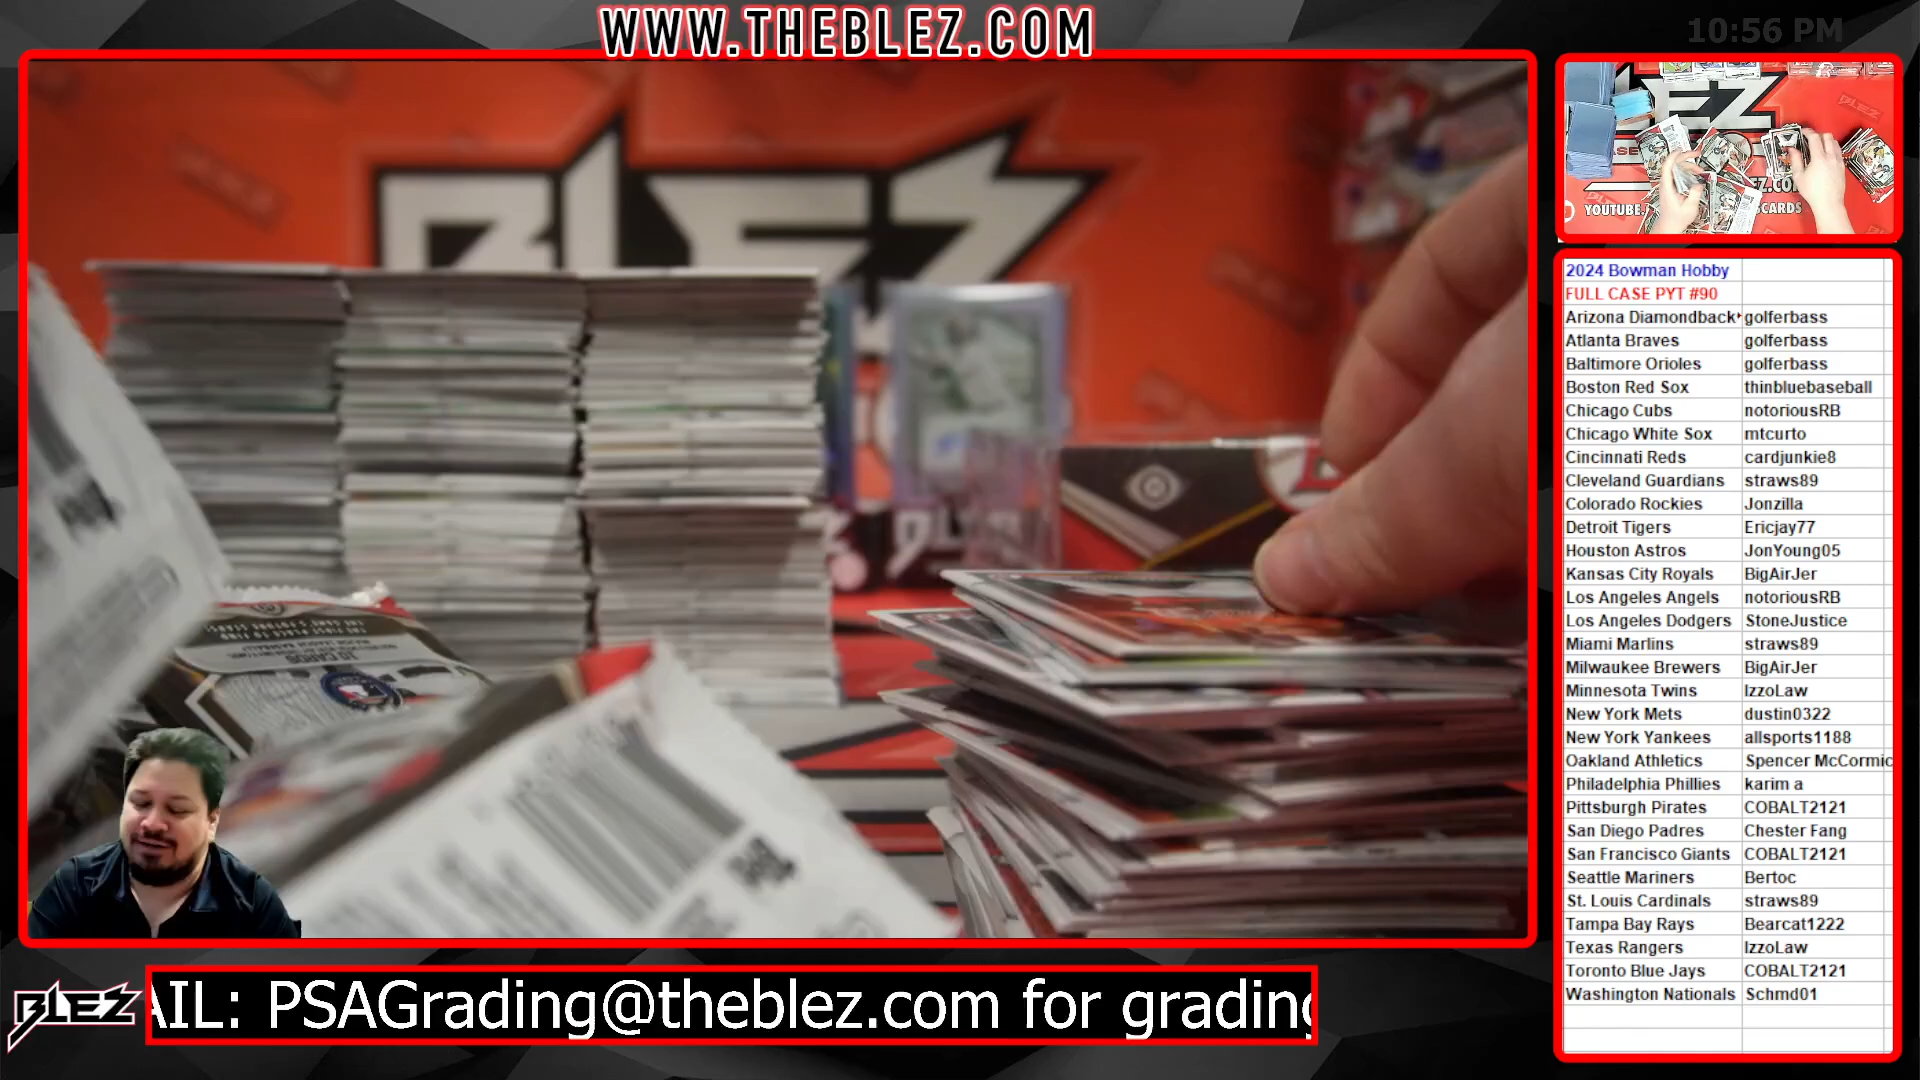 WWW.THEBLEZ.COM
10:56 PM
BLEZ
EZ
YOUTUBE.
EZ.CO
SCARDS
10 CARDS
2024 Bowman Hobby
FULL CASE PYT #90
Arizona Diamondback golferbass
Atlanta Braves golferbass
Baltimore Orioles golferbass
Boston Red Sox thinbluebaseball
Chicago Cubs notoriousRB
Chicago White Sox mtcurto
Cincinnati Reds cardjunkie8
Cleveland Guardians straws89
Colorado Rockies Jonzilla
Detroit Tigers Ericjay77
Houston Astros JonYoung05
Kansas City Royals BigAirJer
Los Angeles Angels notoriousRB
Los Angeles Dodgers StoneJustice
Miami Marlins straws89
Milwaukee Brewers BigAirJer
Minnesota Twins IzzoLaw
New York Mets dustin0322
New York Yankees allsports1188
Oakland Athletics Spencer McCormic
Philadelphia Phillies karim a
Pittsburgh Pirates COBALT2121
San Diego Padres Chester Fang
San Francisco Giants COBALT2121
Seattle Mariners Bertoc
St. Louis Cardinals straws89
Tampa Bay Rays Bearcat1222
Texas Rangers IzzoLaw
Toronto Blue Jays COBALT2121
Washington Nationals Schmd01
BLEZ
AIL: PSAGrading@theblez.com for grading